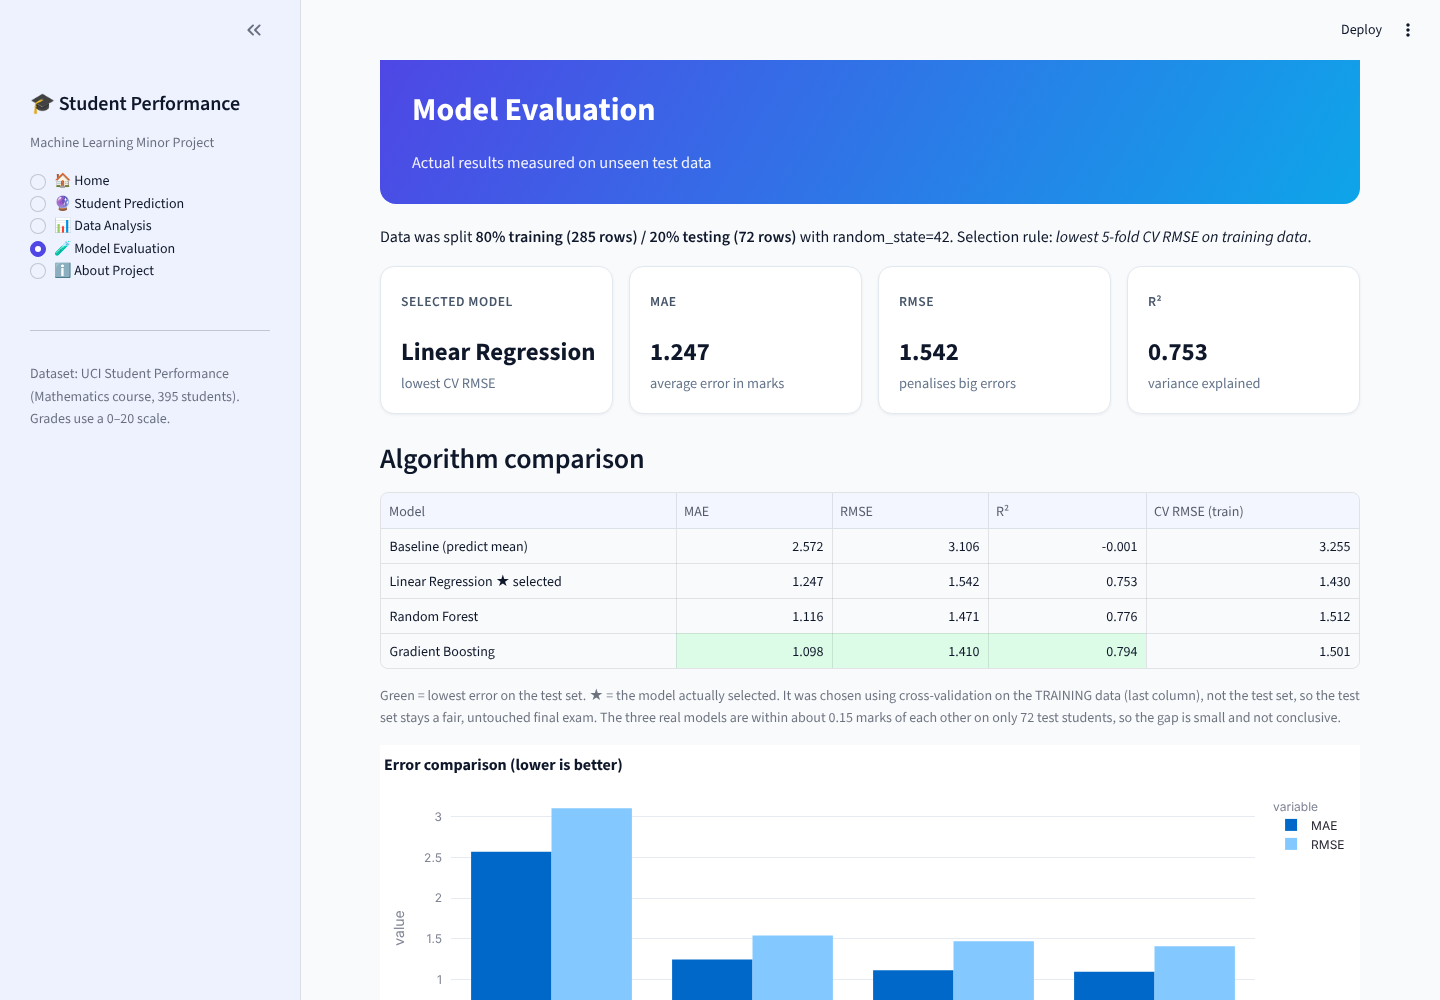 Deploy
🎓 Student Performance
Machine Learning Minor Project
🏠 Home
🔮 Student Prediction
📊 Data Analysis
🧪 Model Evaluation
ℹ️ About Project
Dataset: UCI Student Performance
(Mathematics course, 395 students).
Grades use a 0–20 scale.
Model Evaluation
Actual results measured on unseen test data
Data was split 80% training (285 rows) / 20% testing (72 rows) with random_state=42. Selection rule: lowest 5-fold CV RMSE on training data.
SELECTED MODEL
Linear Regression
lowest CV RMSE
MAE
1.247
average error in marks
RMSE
1.542
penalises big errors
R²
0.753
variance explained
Algorithm comparison
Model MAE RMSE R² CV RMSE (train)
Baseline (predict mean) 2.572 3.106 -0.001 3.255
Linear Regression ★ selected 1.247 1.542 0.753 1.430
Random Forest 1.116 1.471 0.776 1.512
Gradient Boosting 1.098 1.410 0.794 1.501
Green = lowest error on the test set. ★ = the model actually selected. It was chosen using cross-validation on the TRAINING data (last column), not the test set, so the test
set stays a fair, untouched final exam. The three real models are within about 0.15 marks of each other on only 72 test students, so the gap is small and not conclusive.
Error comparison (lower is better)
variable
MAE
RMSE
3
2.5
2
1.5
1
value